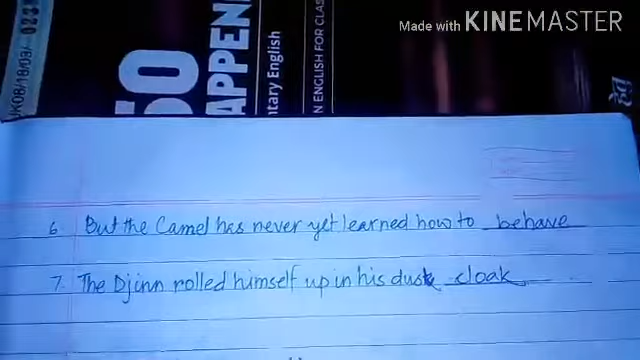 Made with KINEMASTER
APPEN
tary English
N ENGLISH FOR CLAS
6. But the Camel has never yet learned how to behave
7. The Djinn rolled himself up in his dusk cloak